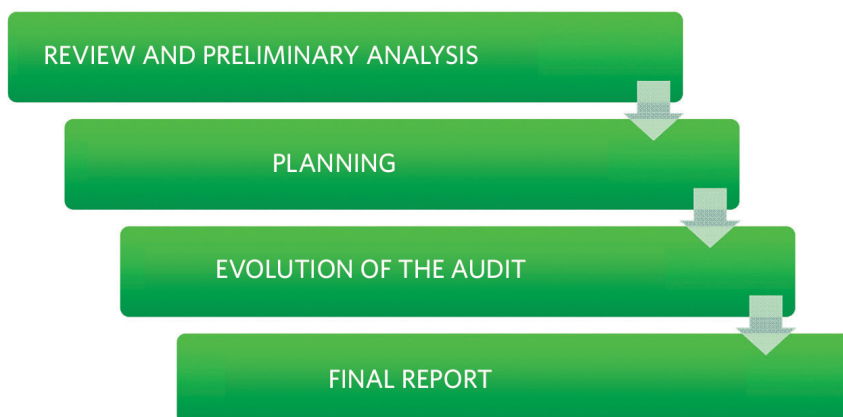 REVIEW AND PRELIMINARY ANALYSIS
PLANNING
EVOLUTION OF THE AUDIT
FINAL REPORT